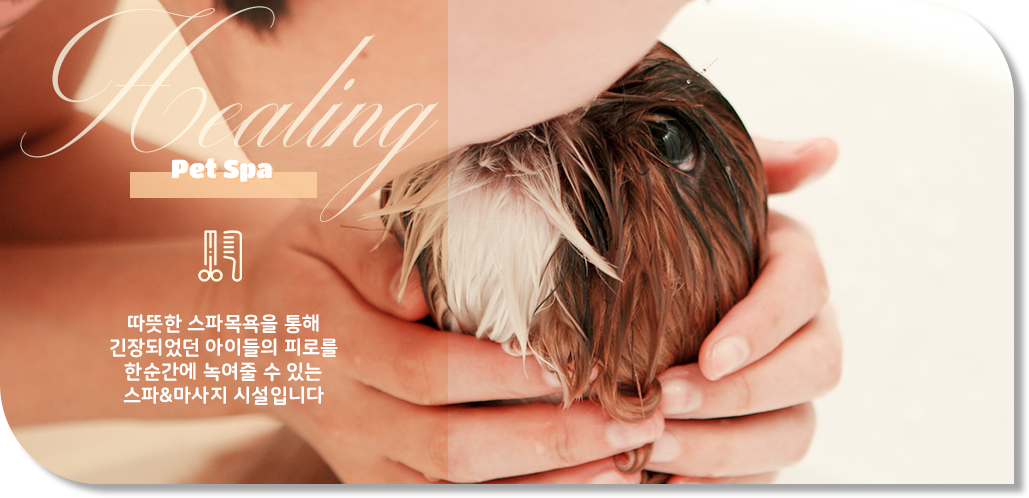 Healing
Pet Spa
따뜻한 스파목욕을 통해
긴장되었던 아이들의 피로를
한순간에 녹여줄 수 있는
스파&마사지 시설입니다